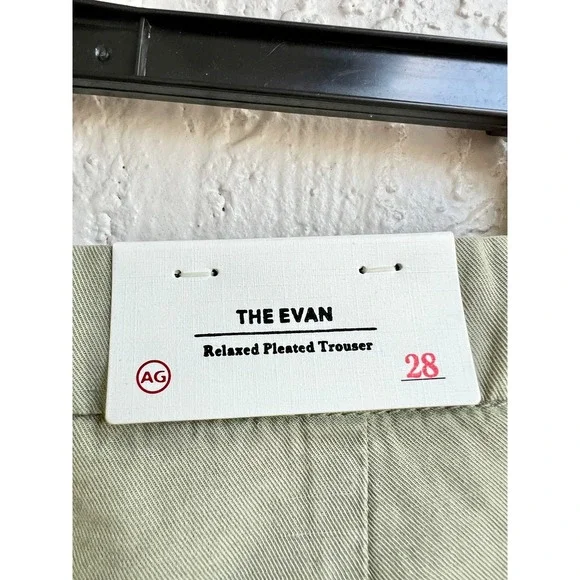 THE EVAN
Relaxed Pleated Trouser
AG
28